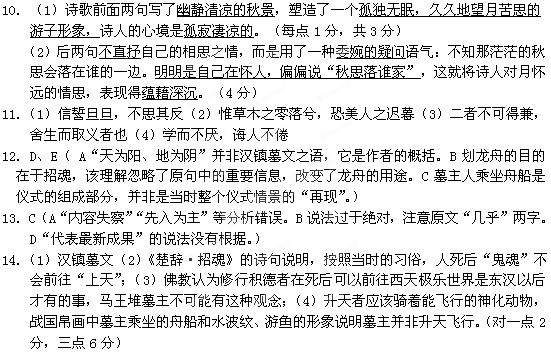 10. （1）诗歌前面两句写了幽静清凉的秋景，塑造了一个孤独无眠，久久地望月苦思的
游子形象，诗人的心境是孤寂凄凉的。（每点1分，共3分）
（2）后两句不直抒自己的相思之情，而是用了一种委婉的疑问语气：不知那茫茫的秋
思会落在谁的一边。明明是自己在怀人，偏偏说“秋思落谁家”，这就将诗人对月怀
远的情思，表现得蕴藉深沉。（4分）
11. （1）信誓旦旦，不思其反（2）惟草木之零落兮，恐美人之迟暮（3）二者不可得兼，
舍生而取义者也（4）学而不厌，诲人不倦
12. D、E（ A“天为阳、地为阴”并非汉镇墓文之语，它是作者的概括。B划龙舟的目的
在于招魂，该理解忽略了原句中的重要信息，改变了龙舟的用途。C墓主人乘坐舟船是
仪式的组成部分，并非是当时整个仪式情景的“再现”。）
13. C（A“内容失察”“先入为主”等分析错误。B说法过于绝对，注意原文“几乎”两字。
D“代表最新成果”的说法没有根据。）
14. （1）汉镇墓文（2）《楚辞·招魂》的诗句说明，按照当时的习俗，人死后“鬼魂”不
会前往“上天”；（3）佛教认为修行积德者在死后可以前往西天极乐世界是东汉以后
才有的事，马王堆墓主不可能有这种观念；（4）升天者应该骑着能飞行的神化动物，
战国帛画中墓主乘坐的舟船和水波纹、游鱼的形象说明墓主并非升天飞行。（对一点2
分，三点6分）